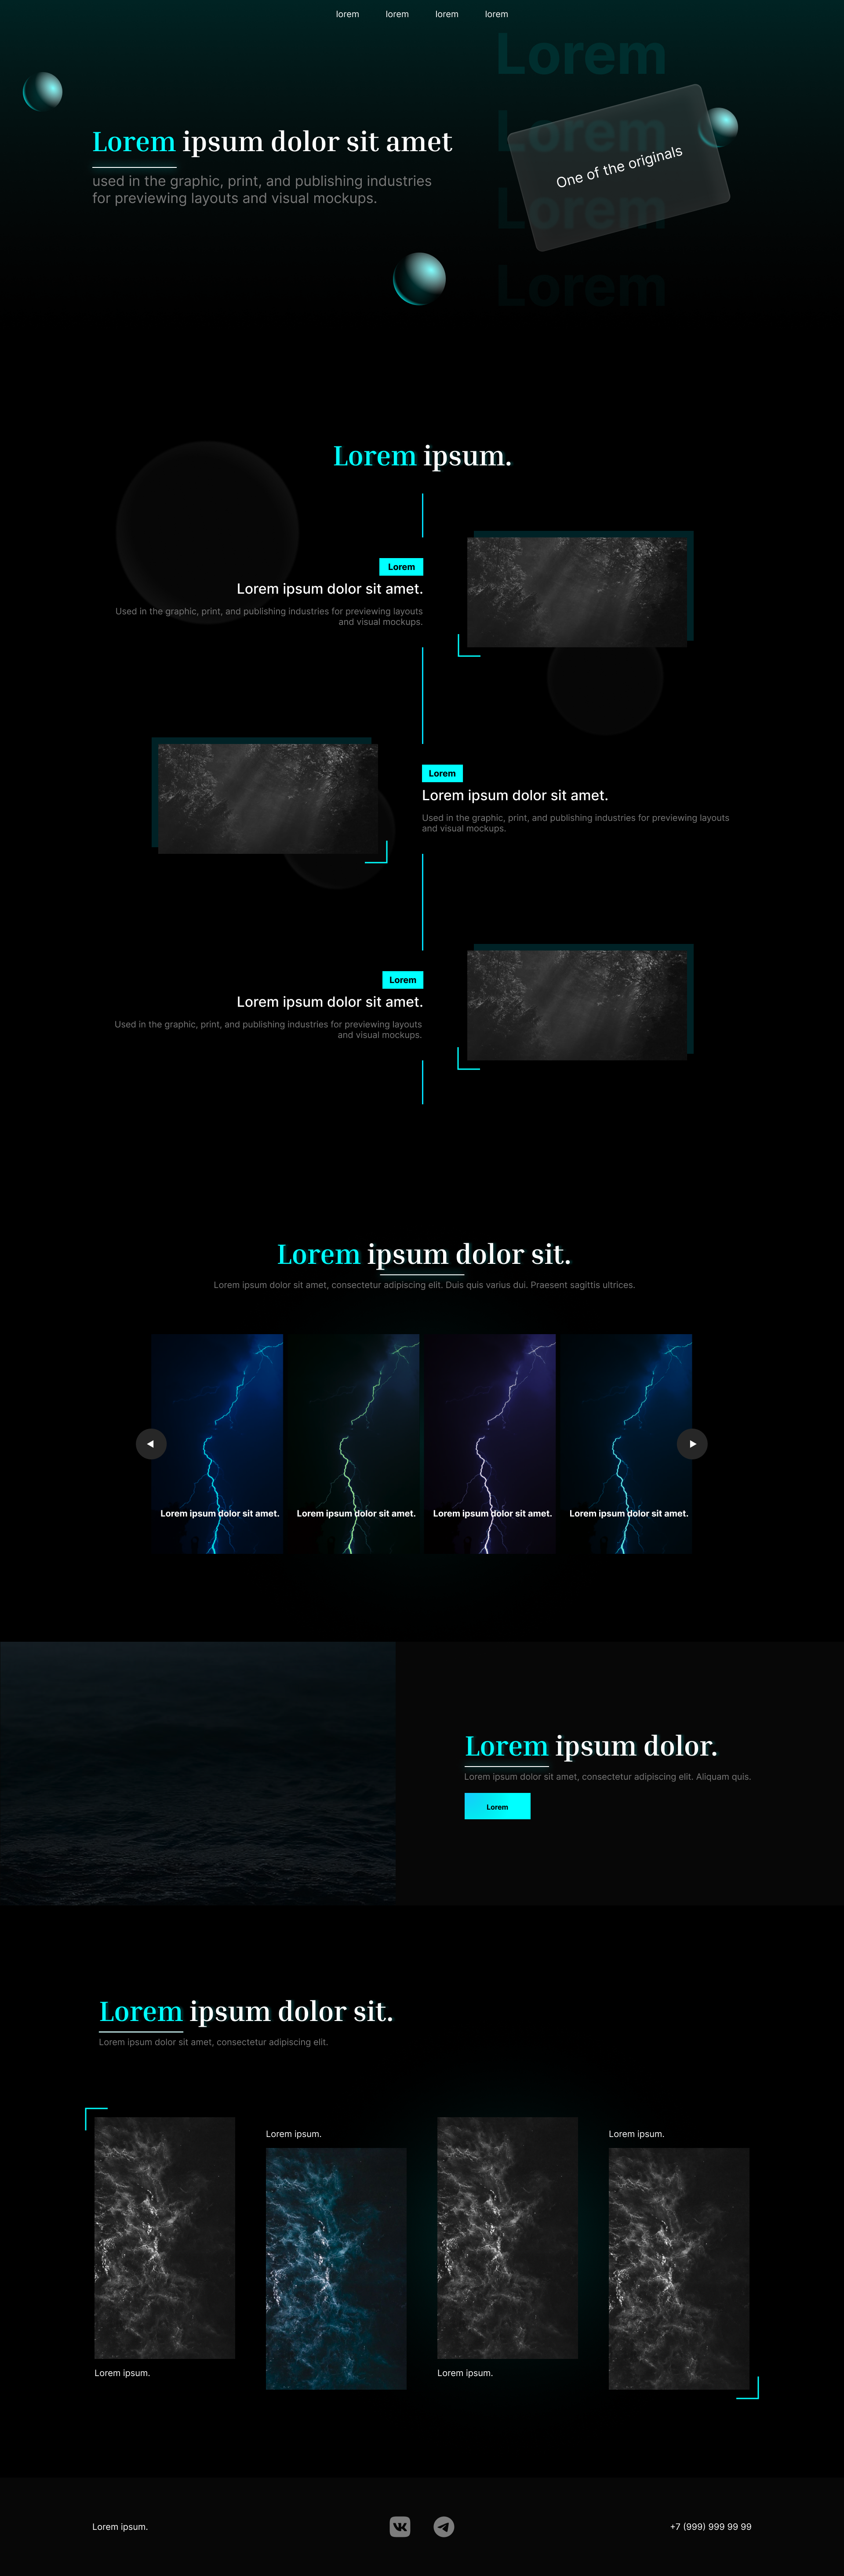 lorem lorem lorem lorem
Lorem
Lorem
Lorem
Lorem
Lorem ipsum dolor sit amet
used in the graphic, print, and publishing industries
for previewing layouts and visual mockups.
One of the originals
Lorem ipsum.
Lorem
Lorem ipsum dolor sit amet.
Used in the graphic, print, and publishing industries for previewing layouts
and visual mockups.
Lorem
Lorem ipsum dolor sit amet.
Used in the graphic, print, and publishing industries for previewing layouts
and visual mockups.
Lorem
Lorem ipsum dolor sit amet.
Used in the graphic, print, and publishing industries for previewing layouts
and visual mockups.
Lorem ipsum dolor sit.
Lorem ipsum dolor sit amet, consectetur adipiscing elit. Duis quis varius dui. Praesent sagittis ultrices.
Lorem ipsum dolor sit amet.
Lorem ipsum dolor sit amet.
Lorem ipsum dolor sit amet.
Lorem ipsum dolor sit amet.
Lorem ipsum dolor.
Lorem ipsum dolor sit amet, consectetur adipiscing elit. Aliquam quis.
Lorem
Lorem ipsum dolor sit.
Lorem ipsum dolor sit amet, consectetur adipiscing elit.
Lorem ipsum.
Lorem ipsum.
Lorem ipsum.
Lorem ipsum.
Lorem ipsum.
+7 (999) 999 99 99